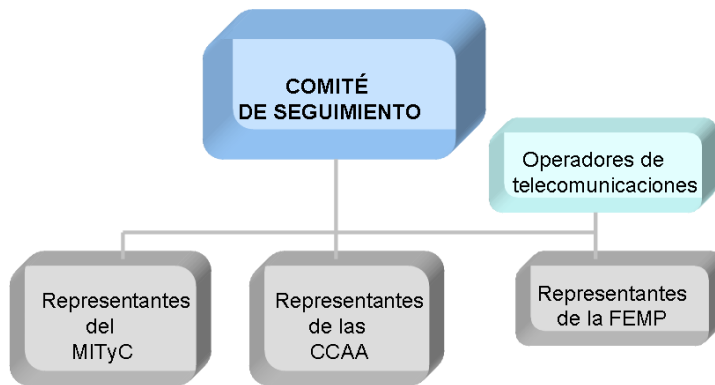 COMITÉ
DE SEGUIMIENTO
Operadores de
telecomunicaciones
Representantes
del
MITyC
Representantes
de las
CCAA
Representantes
de la FEMP